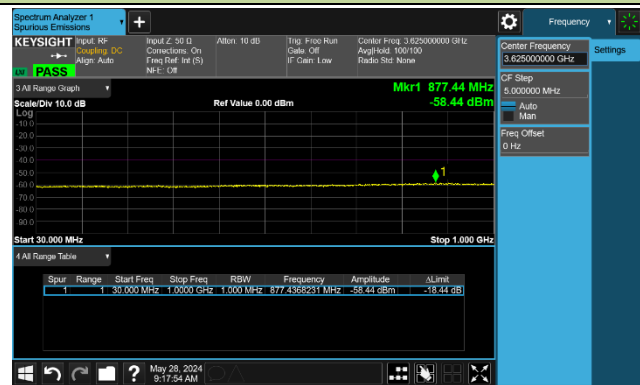 Spectrum Analyzer 1
Spurious Emissions
Frequency
KEYSIGHT
Input: RF
Coupling: DC
Align: Auto
Input Z: 50 Ω
Corrections: On
Freq Ref: Int (S)
NFE: Off
Atten: 10 dB
Trig: Free Run
Gate: Off
IF Gain: Low
Center Freq: 3.625000000 GHz
Avg|Hold: 100/100
Radio Std: None
PASS
Center Frequency
3.625000000 GHz
Settings
CF Step
5.000000 MHz
Auto
Man
Freq Offset
0 Hz
3 All Range Graph
Mkr1 877.44 MHz
Scale/Div 10.0 dB
Ref Value 0.00 dBm
-58.44 dBm
Log
-10.0
-20.0
-30.0
-40.0
-50.0
-60.0
-70.0
-80.0
-90.0
1
Start 30.000 MHz
Stop 1.000 GHz
4 All Range Table
Spur Range Start Freq Stop Freq RBW Frequency Amplitude ΔLimit
1 1 30.000 MHz 1.0000 GHz 1.000 MHz 877.4368231 MHz -58.44 dBm -18.44 dB
May 28, 2024
9:17:54 AM